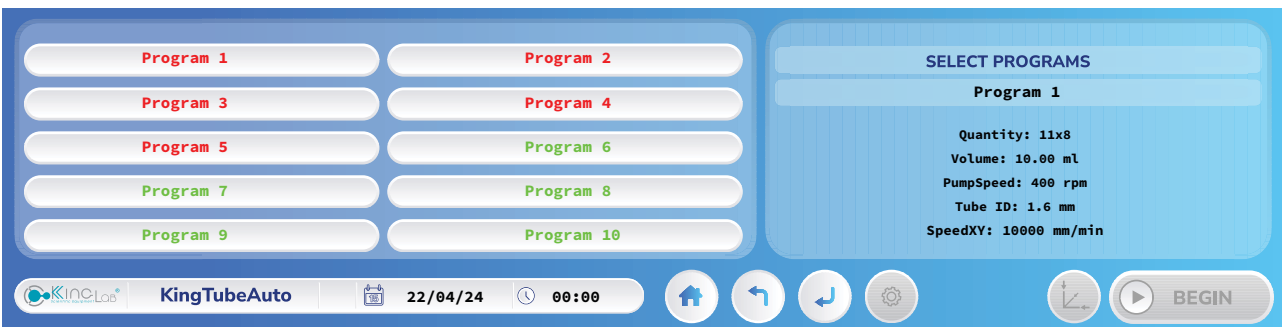 Program 1
Program 2
Program 3
Program 4
Program 5
Program 6
Program 7
Program 8
Program 9
Program 10
SELECT PROGRAMS
Program 1
Quantity: 11x8
Volume: 10.00 ml
PumpSpeed: 400 rpm
Tube ID: 1.6 mm
SpeedXY: 10000 mm/min
KingLab®
KingTubeAuto
22/04/24
00:00
BEGIN